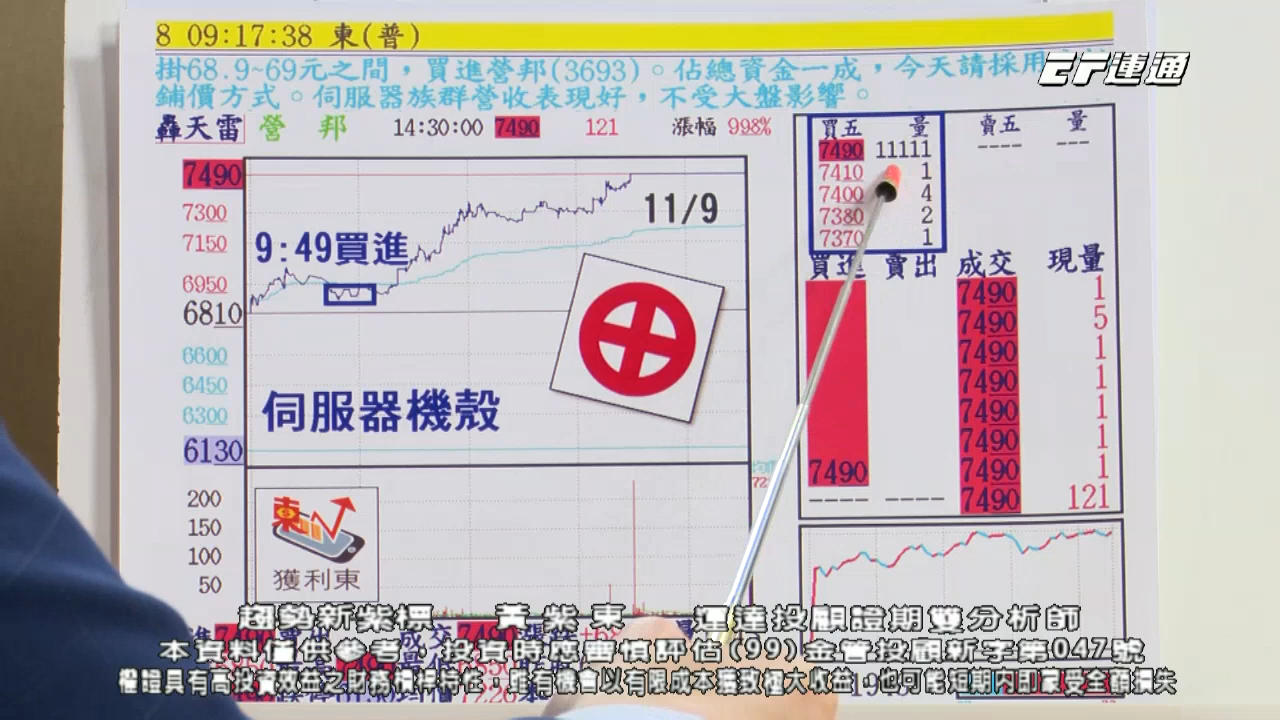 8 09:17:38 東(普)
掛68.9~69元之間，買進營邦(3693)。佔總資金一成，今天請採用
EF運通
鋪價方式。伺服器族群營收表現好，不受大盤影響。
轟天雷 營邦 14:30:00 7490 121 漲幅 998%
買五 量 賣五 量
7490 11111 ---- ---
7410 1
7400 4
7380 2
7370 1
7490
7300
7150
6950
6810
6600
6450
6300
6130
11/9
9:49買進
伺服器機殼
買進 賣出 成交 現量
7490 1
7490 5
7490 1
7490 1
7490 1
7490 1
7490 7490 1
---- ---- 7490 121
200
150
100
50
東
獲利東
趨勢新紫標 黃紫東 運達投顧證期雙分析師
本資料僅供參考，投資時應審慎評估(99)金管投顧新字第047號
權證具有高投資效益之財務槓桿特性，雖有機會以有限成本獲致極大收益，也可能短期內即蒙受全額損失